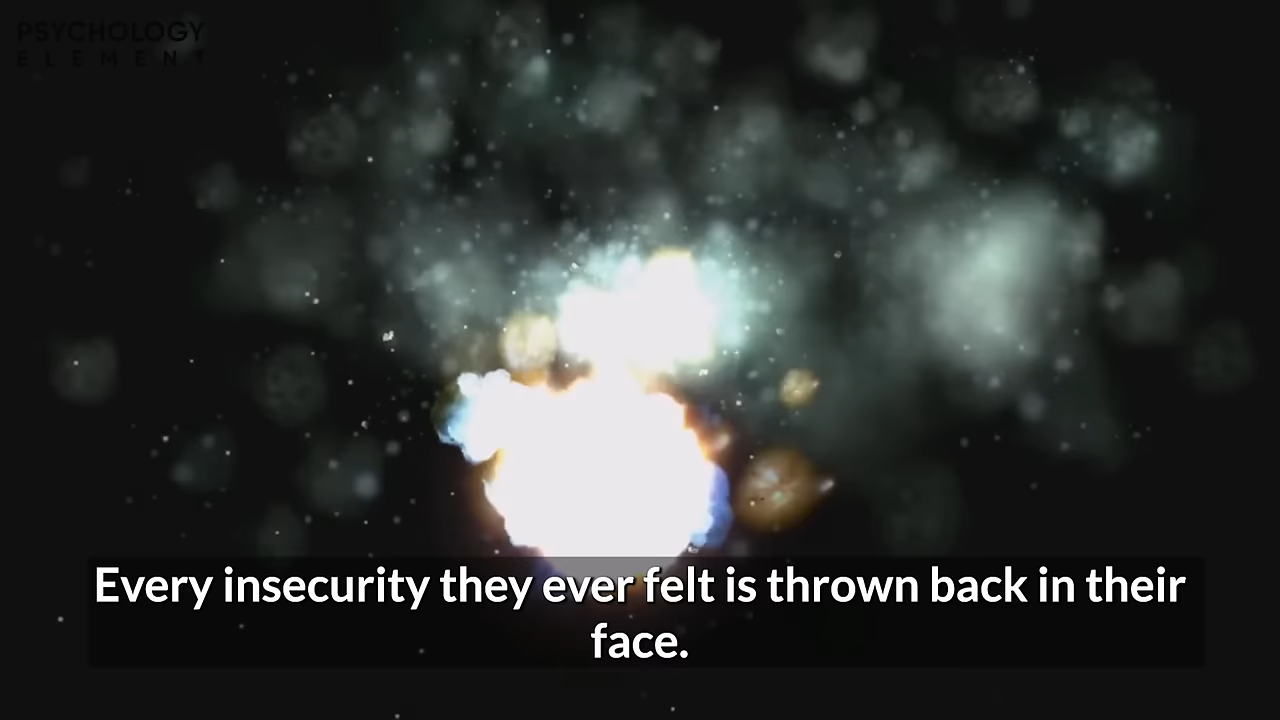 PSYCHOLOGY
ELEMENT
Every insecurity they ever felt is thrown back in their
face.